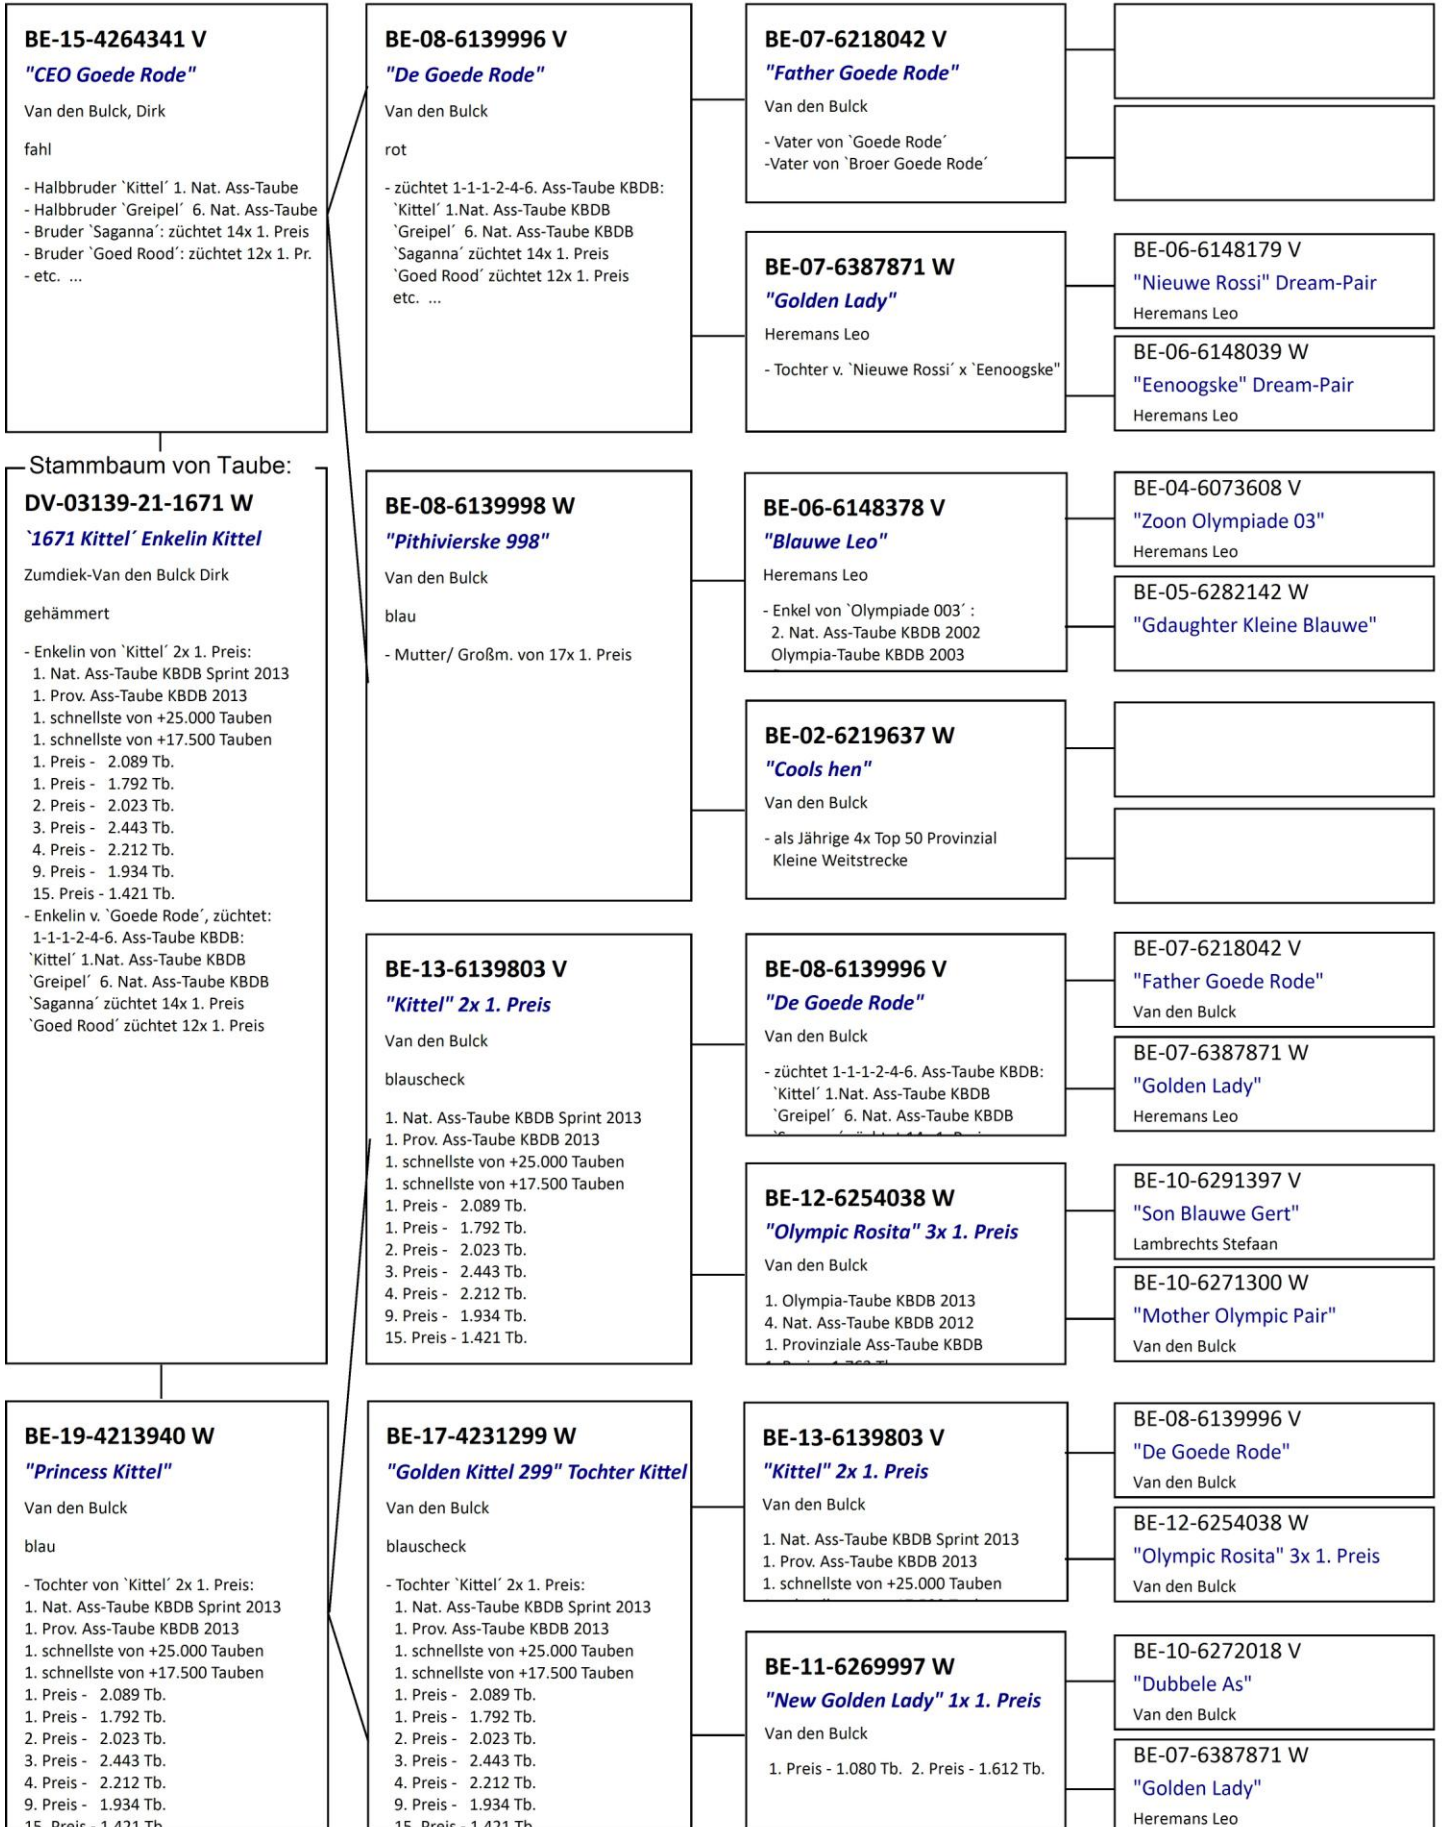 BE-15-4264341 V
"CEO Goede Rode"
Van den Bulck, Dirk
fahl
- Halbbruder `Kittel´ 1. Nat. Ass-Taube
- Halbbruder `Greipel´ 6. Nat. Ass-Taube
- Bruder `Saganna´: züchtet 14x 1. Preis
- Bruder `Goed Rood´: züchtet 12x 1. Pr.
- etc. ...
Stammbaum von Taube:
DV-03139-21-1671 W
`1671 Kittel´ Enkelin Kittel
Zumdiek-Van den Bulck Dirk
gehämmert
- Enkelin von `Kittel´ 2x 1. Preis:
1. Nat. Ass-Taube KBDB Sprint 2013
1. Prov. Ass-Taube KBDB 2013
1. schnellste von +25.000 Tauben
1. schnellste von +17.500 Tauben
1. Preis - 2.089 Tb.
1. Preis - 1.792 Tb.
2. Preis - 2.023 Tb.
3. Preis - 2.443 Tb.
4. Preis - 2.212 Tb.
9. Preis - 1.934 Tb.
15. Preis - 1.421 Tb.
- Enkelin v. `Goede Rode´, züchtet:
1-1-1-2-4-6. Ass-Taube KBDB:
`Kittel´ 1.Nat. Ass-Taube KBDB
`Greipel´ 6. Nat. Ass-Taube KBDB
`Saganna´ züchtet 14x 1. Preis
`Goed Rood´ züchtet 12x 1. Preis
BE-19-4213940 W
"Princess Kittel"
Van den Bulck
blau
- Tochter von `Kittel´ 2x 1. Preis:
1. Nat. Ass-Taube KBDB Sprint 2013
1. Prov. Ass-Taube KBDB 2013
1. schnellste von +25.000 Tauben
1. schnellste von +17.500 Tauben
1. Preis - 2.089 Tb.
1. Preis - 1.792 Tb.
2. Preis - 2.023 Tb.
3. Preis - 2.443 Tb.
4. Preis - 2.212 Tb.
9. Preis - 1.934 Tb.
15. Preis - 1.421 Tb.
BE-08-6139996 V
"De Goede Rode"
Van den Bulck
rot
- züchtet 1-1-1-2-4-6. Ass-Taube KBDB:
`Kittel´ 1.Nat. Ass-Taube KBDB
`Greipel´ 6. Nat. Ass-Taube KBDB
`Saganna´ züchtet 14x 1. Preis
`Goed Rood´ züchtet 12x 1. Preis
etc. ...
BE-08-6139998 W
"Pithivierske 998"
Van den Bulck
blau
- Mutter/ Großm. von 17x 1. Preis
BE-13-6139803 V
"Kittel" 2x 1. Preis
Van den Bulck
blauscheck
1. Nat. Ass-Taube KBDB Sprint 2013
1. Prov. Ass-Taube KBDB 2013
1. schnellste von +25.000 Tauben
1. schnellste von +17.500 Tauben
1. Preis - 2.089 Tb.
1. Preis - 1.792 Tb.
2. Preis - 2.023 Tb.
3. Preis - 2.443 Tb.
4. Preis - 2.212 Tb.
9. Preis - 1.934 Tb.
15. Preis - 1.421 Tb.
BE-17-4231299 W
"Golden Kittel 299" Tochter Kittel
Van den Bulck
blauscheck
- Tochter `Kittel´ 2x 1. Preis:
1. Nat. Ass-Taube KBDB Sprint 2013
1. Prov. Ass-Taube KBDB 2013
1. schnellste von +25.000 Tauben
1. schnellste von +17.500 Tauben
1. Preis - 2.089 Tb.
1. Preis - 1.792 Tb.
2. Preis - 2.023 Tb.
3. Preis - 2.443 Tb.
4. Preis - 2.212 Tb.
9. Preis - 1.934 Tb.
15. Preis - 1.421 Tb.
BE-07-6218042 V
"Father Goede Rode"
Van den Bulck
- Vater von `Goede Rode´
-Vater von `Broer Goede Rode´
BE-07-6387871 W
"Golden Lady"
Heremans Leo
- Tochter v. `Nieuwe Rossi´ x `Eenoogske"
BE-06-6148378 V
"Blauwe Leo"
Heremans Leo
- Enkel von `Olympiade 003´ :
2. Nat. Ass-Taube KBDB 2002
Olympia-Taube KBDB 2003
BE-02-6219637 W
"Cools hen"
Van den Bulck
- als Jährige 4x Top 50 Provinzial
Kleine Weitstrecke
BE-08-6139996 V
"De Goede Rode"
Van den Bulck
- züchtet 1-1-1-2-4-6. Ass-Taube KBDB:
`Kittel´ 1.Nat. Ass-Taube KBDB
`Greipel´ 6. Nat. Ass-Taube KBDB
BE-12-6254038 W
"Olympic Rosita" 3x 1. Preis
Van den Bulck
1. Olympia-Taube KBDB 2013
4. Nat. Ass-Taube KBDB 2012
1. Provinziale Ass-Taube KBDB
BE-13-6139803 V
"Kittel" 2x 1. Preis
Van den Bulck
1. Nat. Ass-Taube KBDB Sprint 2013
1. Prov. Ass-Taube KBDB 2013
1. schnellste von +25.000 Tauben
BE-11-6269997 W
"New Golden Lady" 1x 1. Preis
Van den Bulck
1. Preis - 1.080 Tb. 2. Preis - 1.612 Tb.
BE-06-6148179 V
"Nieuwe Rossi" Dream-Pair
Heremans Leo
BE-06-6148039 W
"Eenoogske" Dream-Pair
Heremans Leo
BE-04-6073608 V
"Zoon Olympiade 03"
Heremans Leo
BE-05-6282142 W
"Gdaughter Kleine Blauwe"
BE-07-6218042 V
"Father Goede Rode"
Van den Bulck
BE-07-6387871 W
"Golden Lady"
Heremans Leo
BE-10-6291397 V
"Son Blauwe Gert"
Lambrechts Stefaan
BE-10-6271300 W
"Mother Olympic Pair"
Van den Bulck
BE-08-6139996 V
"De Goede Rode"
Van den Bulck
BE-12-6254038 W
"Olympic Rosita" 3x 1. Preis
Van den Bulck
BE-10-6272018 V
"Dubbele As"
Van den Bulck
BE-07-6387871 W
"Golden Lady"
Heremans Leo